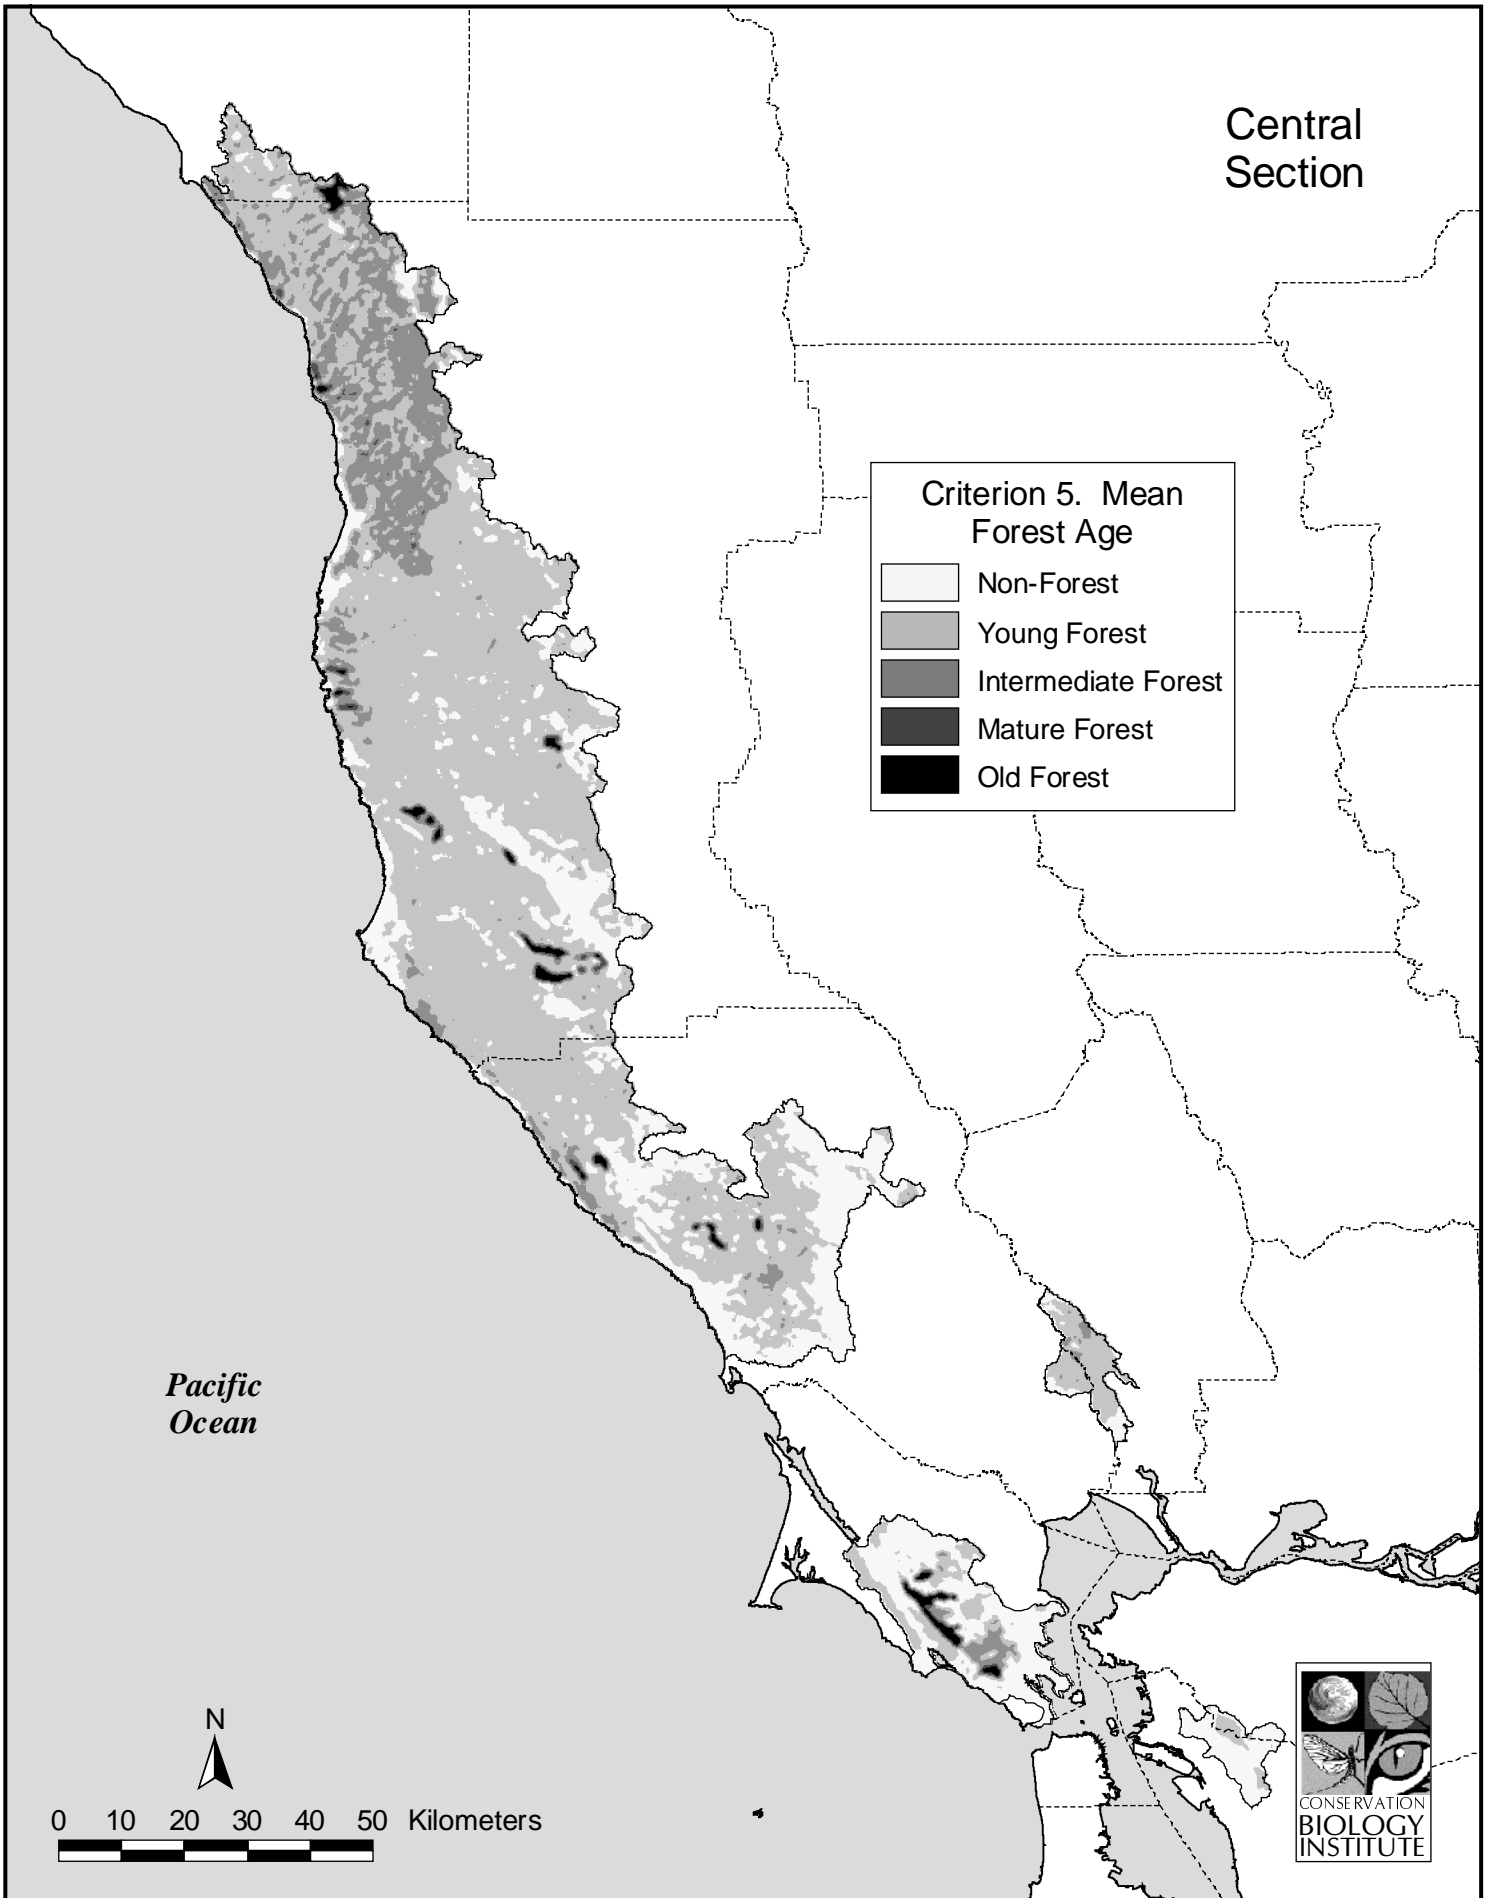 Central
Section
Criterion 5.  Mean
Forest Age
Non-Forest
Young Forest
Intermediate Forest
Mature Forest
Old Forest
Pacific
Ocean
N
0 10 20 30 40 50 Kilometers
CONSERVATION
BIOLOGY
INSTITUTE